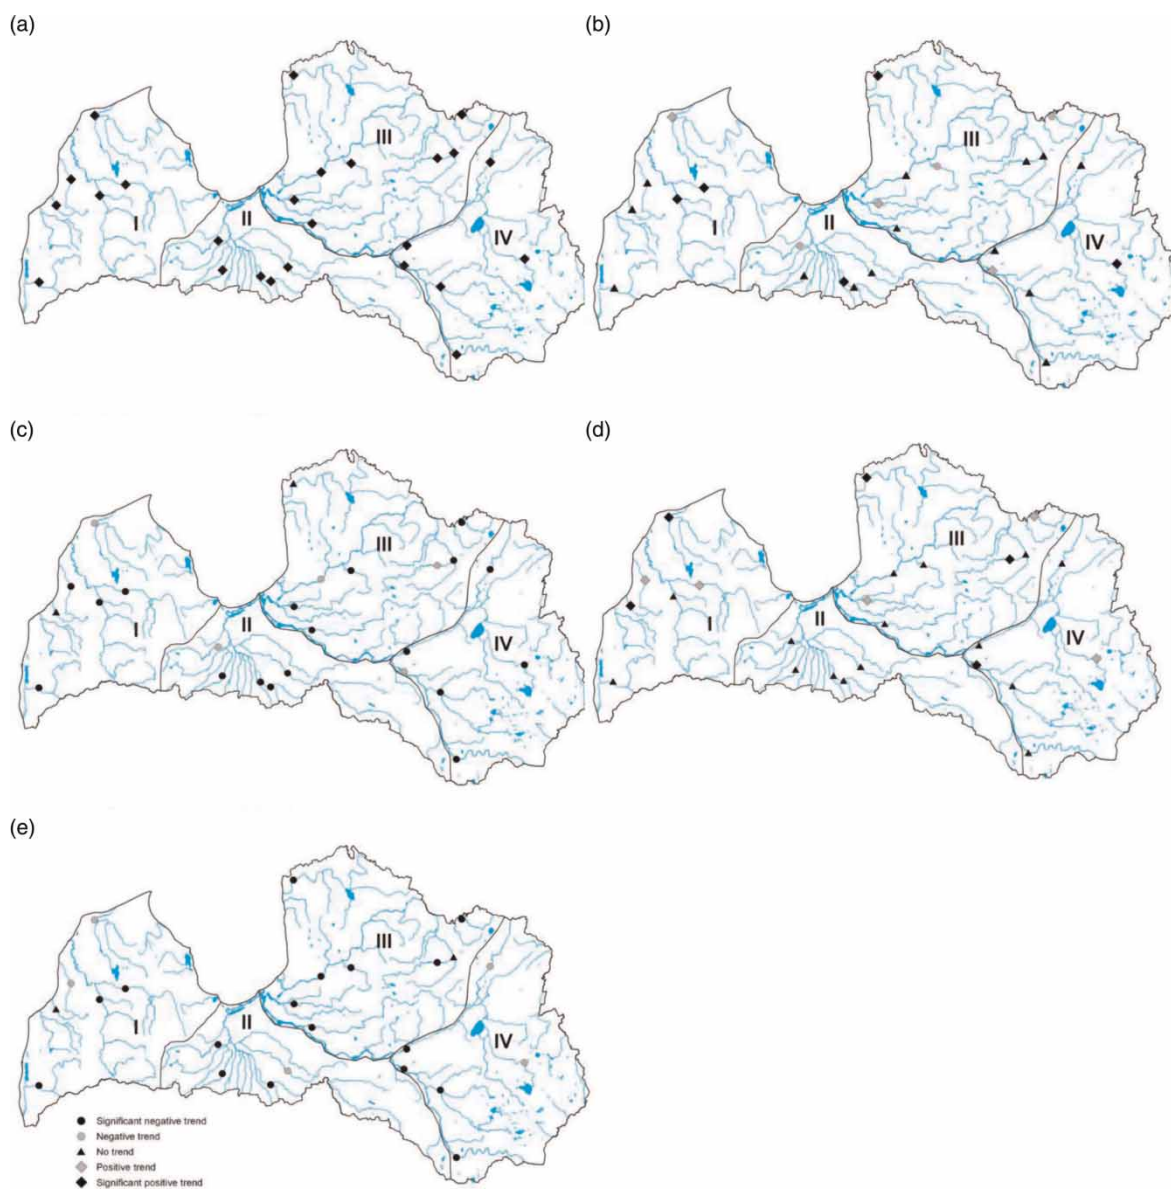 (a)
(b)
III
III
I
II
IV
I
II
IV
(c)
(d)
III
III
I
II
IV
I
II
IV
(e)
III
I
II
IV
Significant negative trend
Negative trend
No trend
Positive trend
Significant positive trend